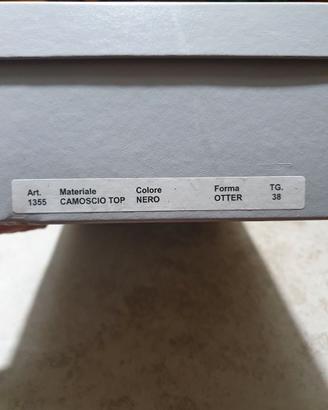 Art. Materiale Colore Forma TG.
1355 CAMOSCIO TOP NERO OTTER 38